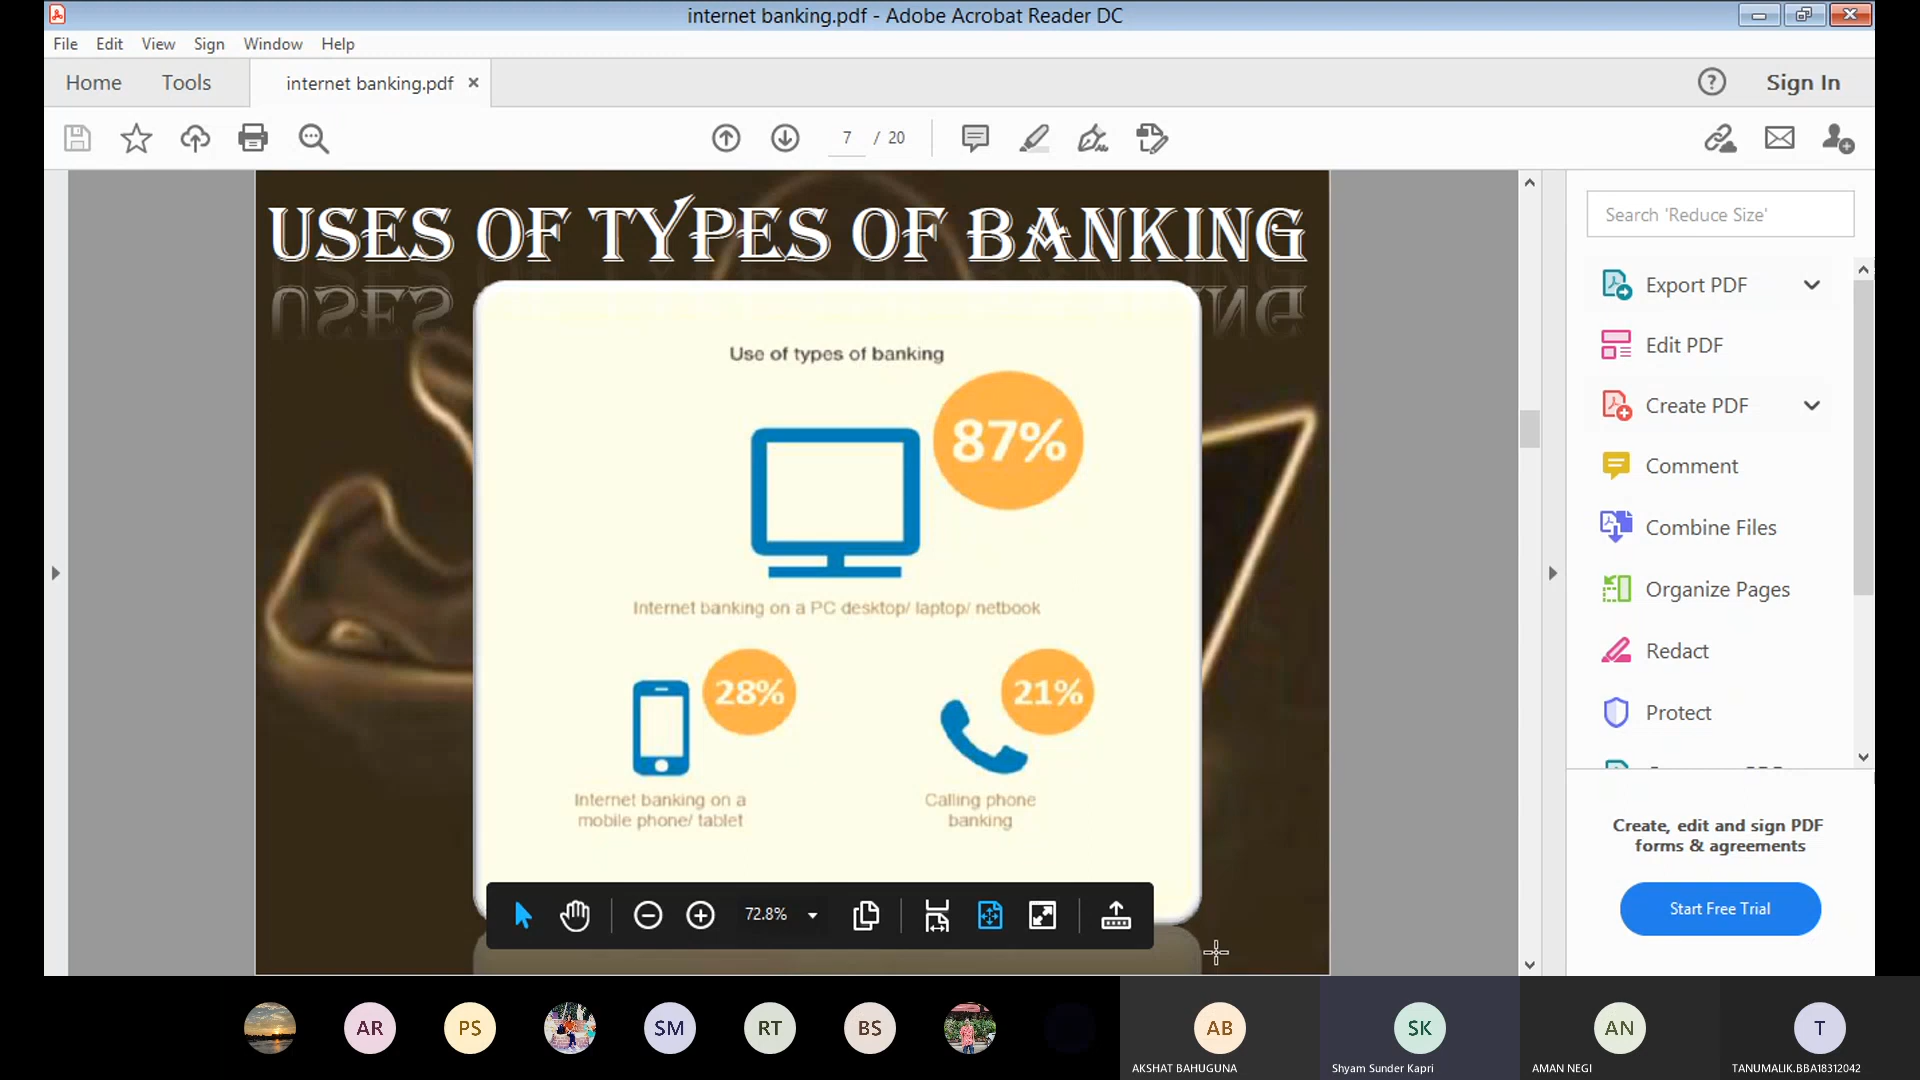 internet banking.pdf - Adobe Acrobat Reader DC
File Edit View Sign Window Help
Home Tools internet banking.pdf × Sign In
7 / 20
USES OF TYPES OF BANKING
Use of types of banking
87%
Internet banking on a PC desktop/ laptop/ netbook
28%
21%
Internet banking on a
mobile phone/ tablet
Calling phone
banking
72.8%
Search 'Reduce Size'
Export PDF
Edit PDF
Create PDF
Comment
Combine Files
Organize Pages
Redact
Protect
Create, edit and sign PDF
forms & agreements
Start Free Trial
AR PS SM RT BS AB SK AN T
AKSHAT BAHUGUNA Shyam Sunder Kapri AMAN NEGI TANUMALIK.BBA18312042